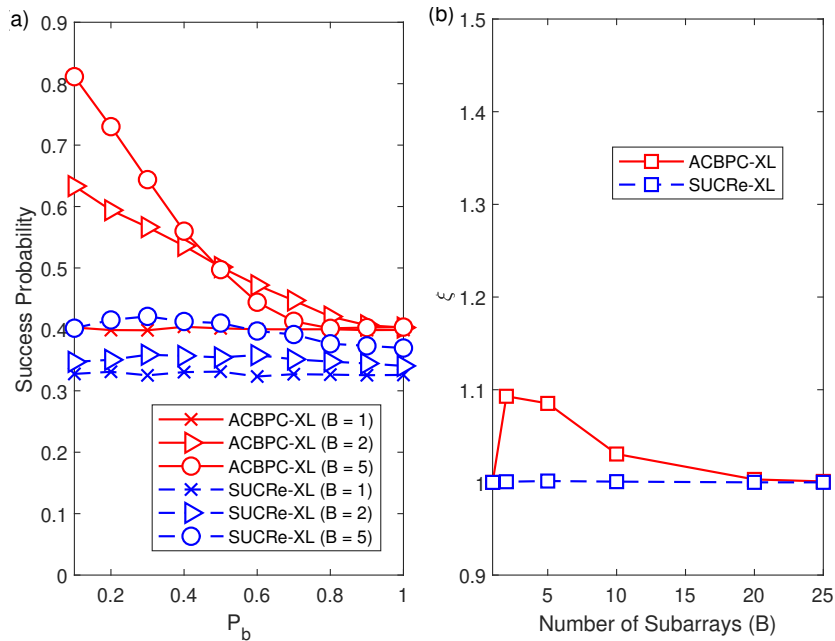 (a)
0.9
0.8
0.7
0.6
0.5
0.4
0.3
0.2
0.1
0
Success Probability
ACBPC-XL (B = 1)
ACBPC-XL (B = 2)
ACBPC-XL (B = 5)
SUCRe-XL (B = 1)
SUCRe-XL (B = 2)
SUCRe-XL (B = 5)
0.2
0.4
0.6
0.8
1
P_b
(b)
1.5
1.4
1.3
1.2
1.1
1
0.9
ξ
ACBPC-XL
SUCRe-XL
5
10
15
20
25
Number of Subarrays (B)